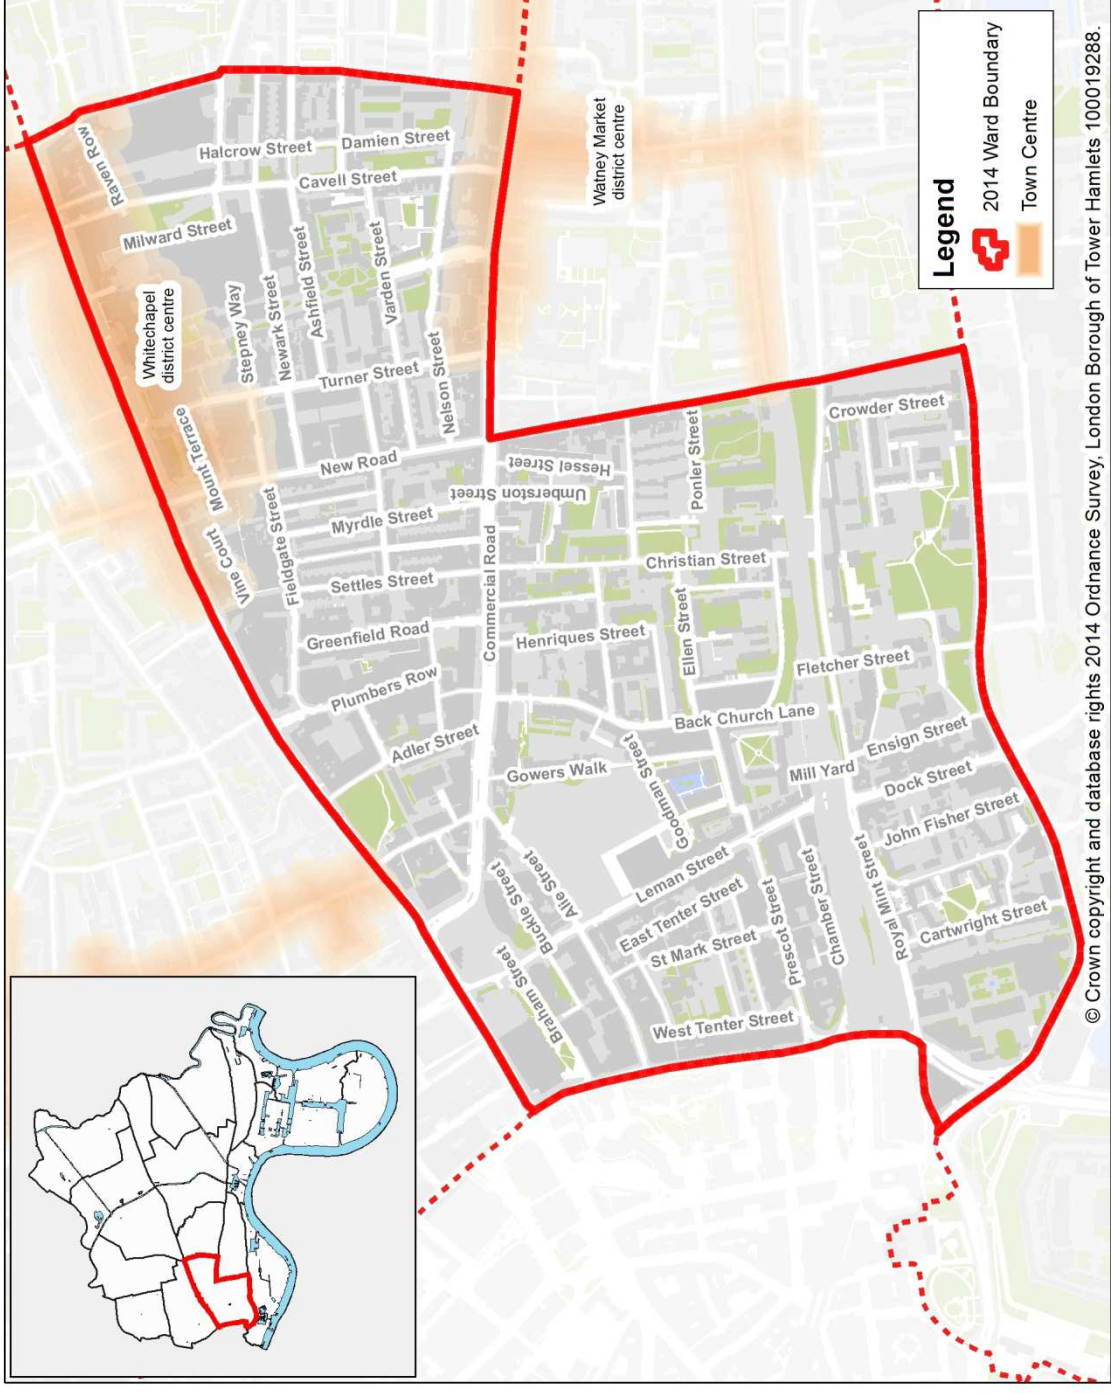 Raven Row
Halcrow Street
Damien Street
Cavell Street
Milward Street
Whitechapel
district centre
Watney Market
district centre
Stepney Way
Newark Street
Ashfield Street
Varden Street
Turner Street
Nelson Street
Mount Terrace
Vine Court
New Road
Fieldgate Street
Myrdle Street
Settles Street
Greenfield Road
Plumbers Row
Adler Street
Commercial Road
Hessel Street
Umberston Street
Ponler Street
Crowder Street
Christian Street
Henriques Street
Ellen Street
Fletcher Street
Back Church Lane
Gowers Walk
Goodman Street
Mill Yard
Ensign Street
Dock Street
John Fisher Street
Leman Street
Alie Street
Buckle Street
Braham Street
East Tenter Street
St Mark Street
West Tenter Street
Prescot Street
Chamber Street
Royal Mint Street
Cartwright Street
Legend
2014 Ward Boundary
Town Centre
© Crown copyright and database rights 2014 Ordnance Survey, London Borough of Tower Hamlets 100019288.